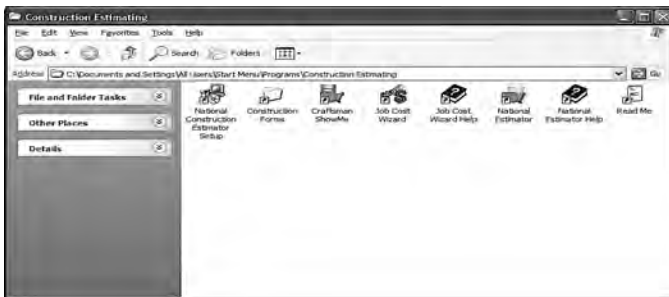 Construction Estimating
File Edit View Favorites Tools Help
Back Search Folders
Address C:\Documents and Settings\All Users\Start Menu\Programs\Construction Estimating Go
File and Folder Tasks
Other Places
Details
National Construction Estimator Setup
Construction Forms
Craftsman ShowMe
Job Cost Wizard
Job Cost Wizard Help
National Estimator
National Estimator Help
Read Me